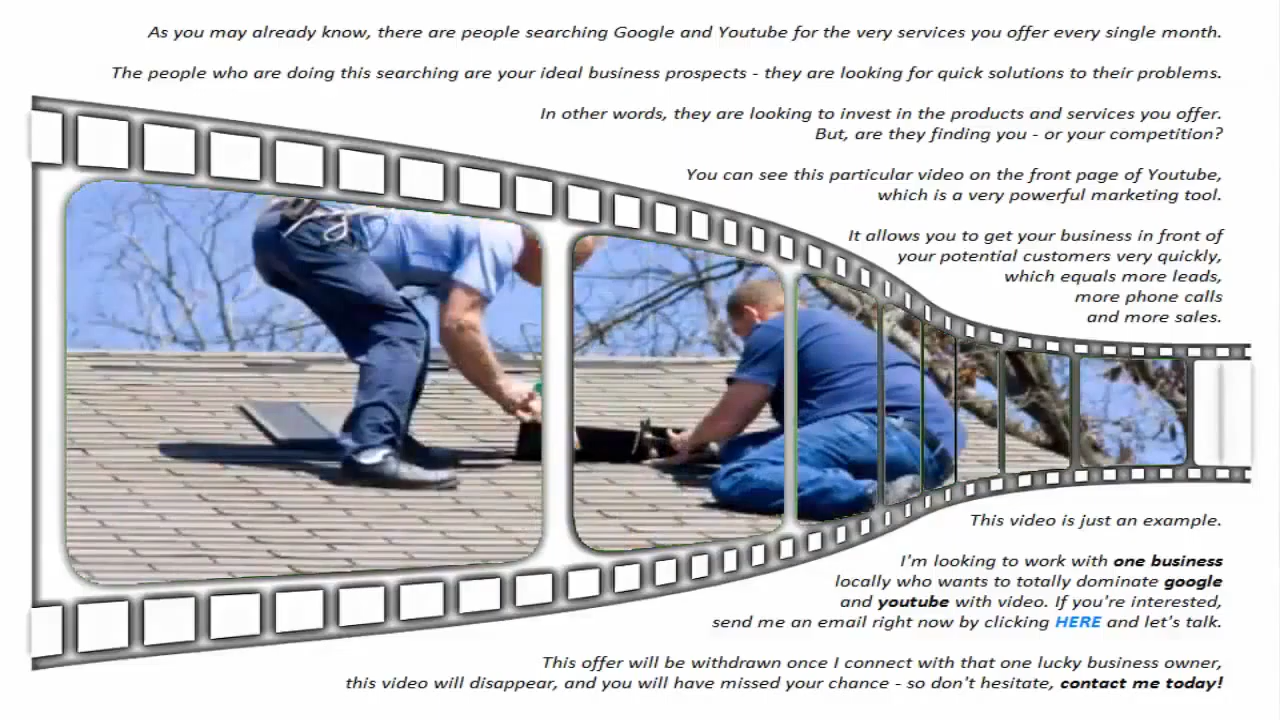 As you may already know, there are people searching Google and Youtube for the very services you offer every single month.
The people who are doing this searching are your ideal business prospects - they are looking for quick solutions to their problems.
In other words, they are looking to invest in the products and services you offer.
But, are they finding you - or your competition?
You can see this particular video on the front page of Youtube,
which is a very powerful marketing tool.
It allows you to get your business in front of
your potential customers very quickly,
which equals more leads,
more phone calls
and more sales.
This video is just an example.
I'm looking to work with one business
locally who wants to totally dominate google
and youtube with video. If you're interested,
send me an email right now by clicking HERE and let's talk.
This offer will be withdrawn once I connect with that one lucky business owner,
this video will disappear, and you will have missed your chance - so don't hesitate, contact me today!